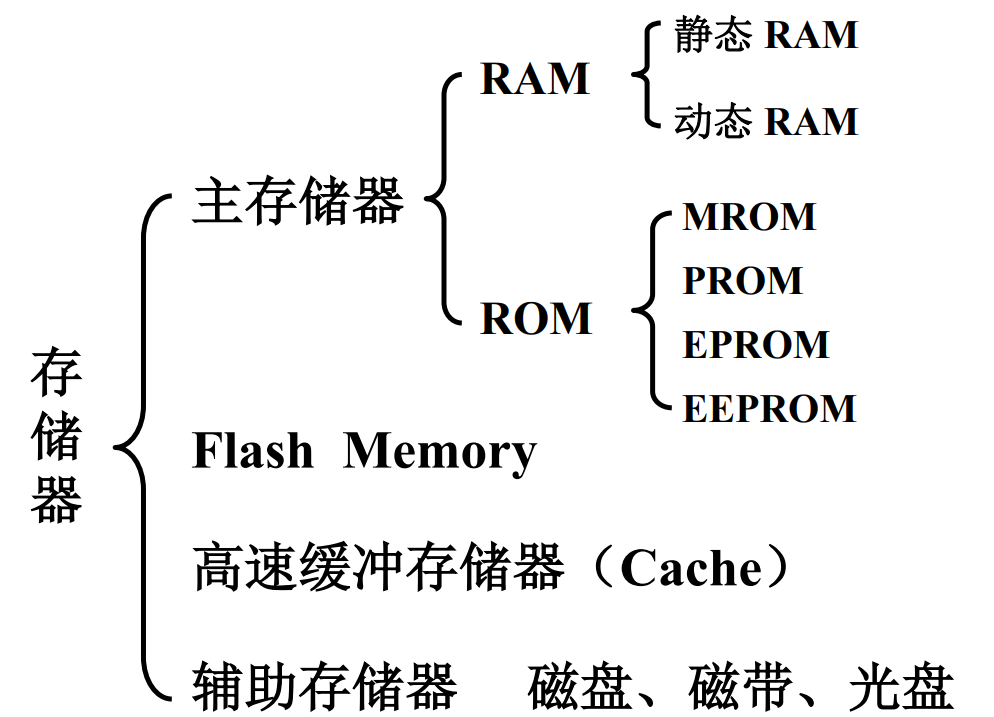 存储器
主存储器
RAM
静态 RAM
动态 RAM
ROM
MROM
PROM
EPROM
EEPROM
Flash Memory
高速缓冲存储器（Cache）
辅助存储器 磁盘、磁带、光盘